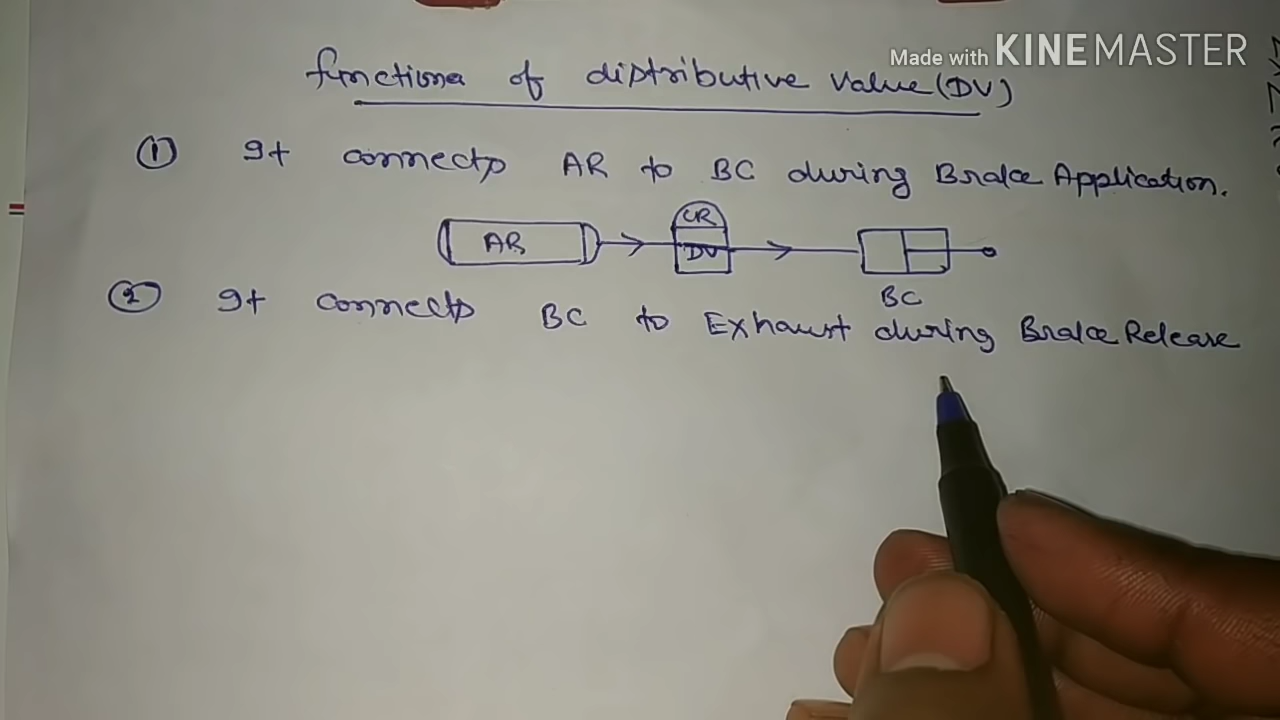 Made with KINEMASTER
functions of distributive Valve (DV)
① It connects AR to BC during Brake Application.
AR
CR
DV
BC
② It connects BC to Exhaust during Brake Release